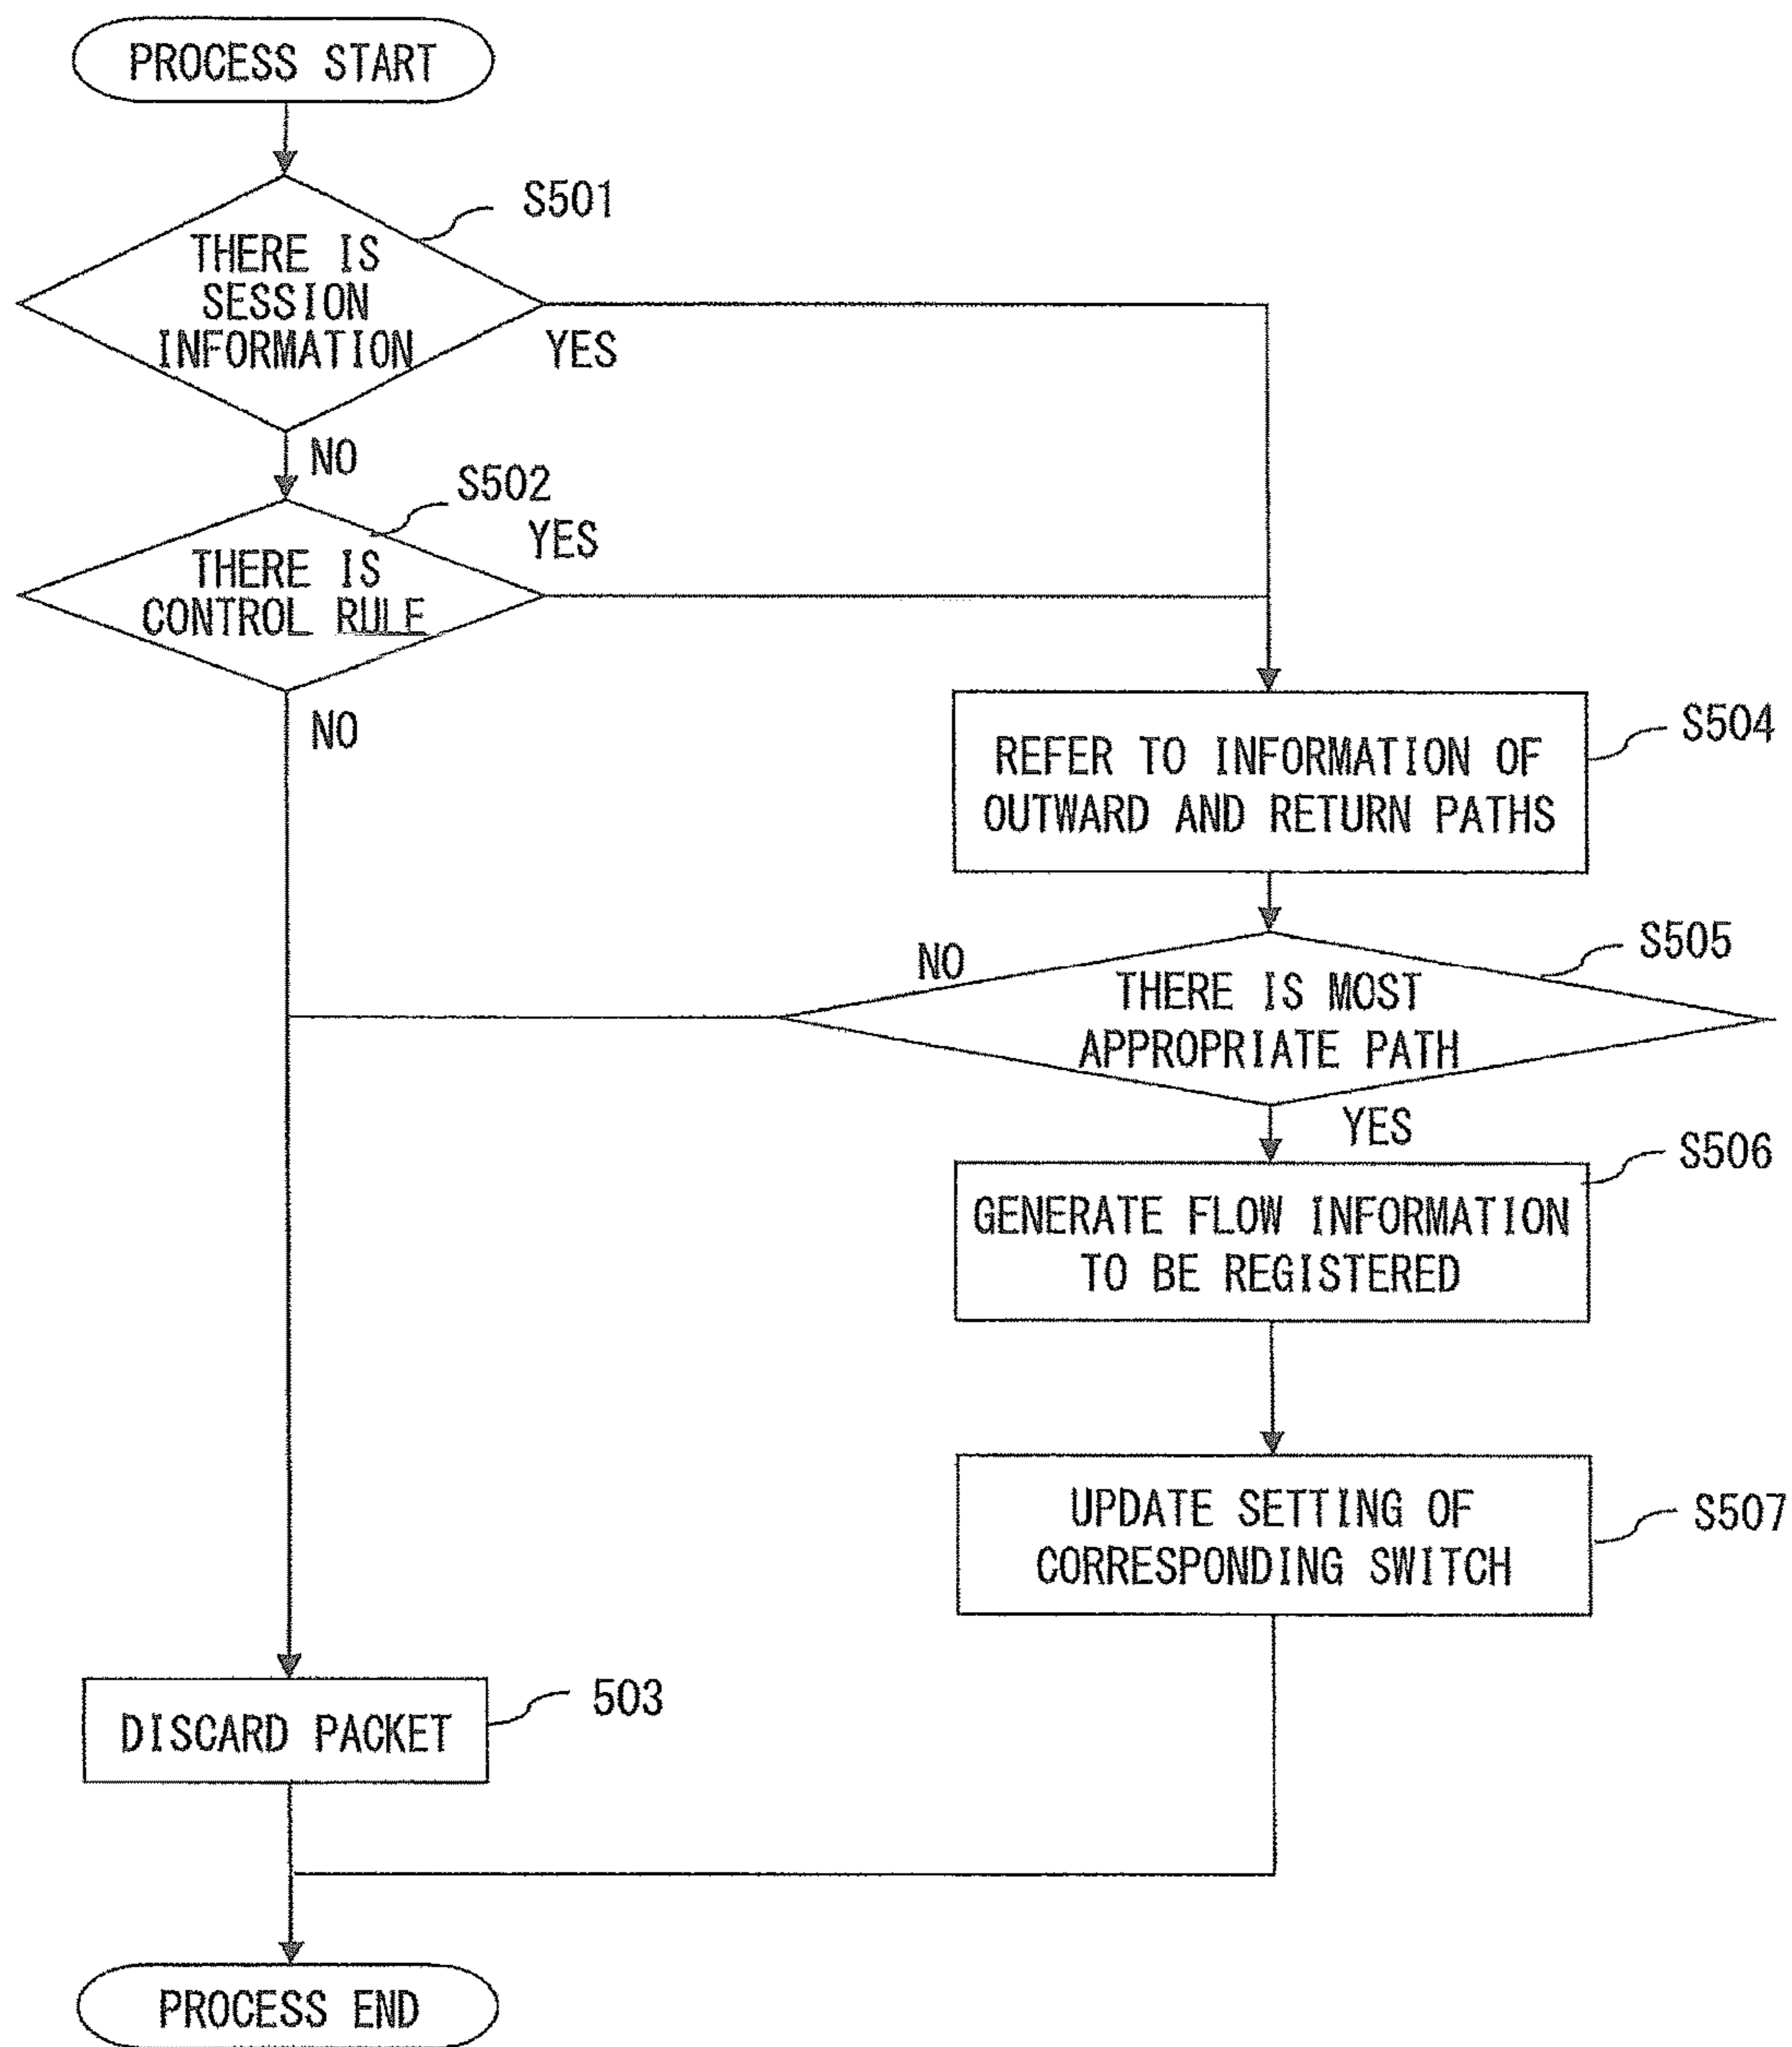 PROCESS START
S501
THERE IS
SESSION
INFORMATION
YES
NO
S502
YES
THERE IS
CONTROL RULE
NO
S504
REFER TO INFORMATION OF
OUTWARD AND RETURN PATHS
S505
NO
THERE IS MOST
APPROPRIATE PATH
YES
S506
GENERATE FLOW INFORMATION
TO BE REGISTERED
UPDATE SETTING OF
CORRESPONDING SWITCH
S507
503
DISCARD PACKET
PROCESS END